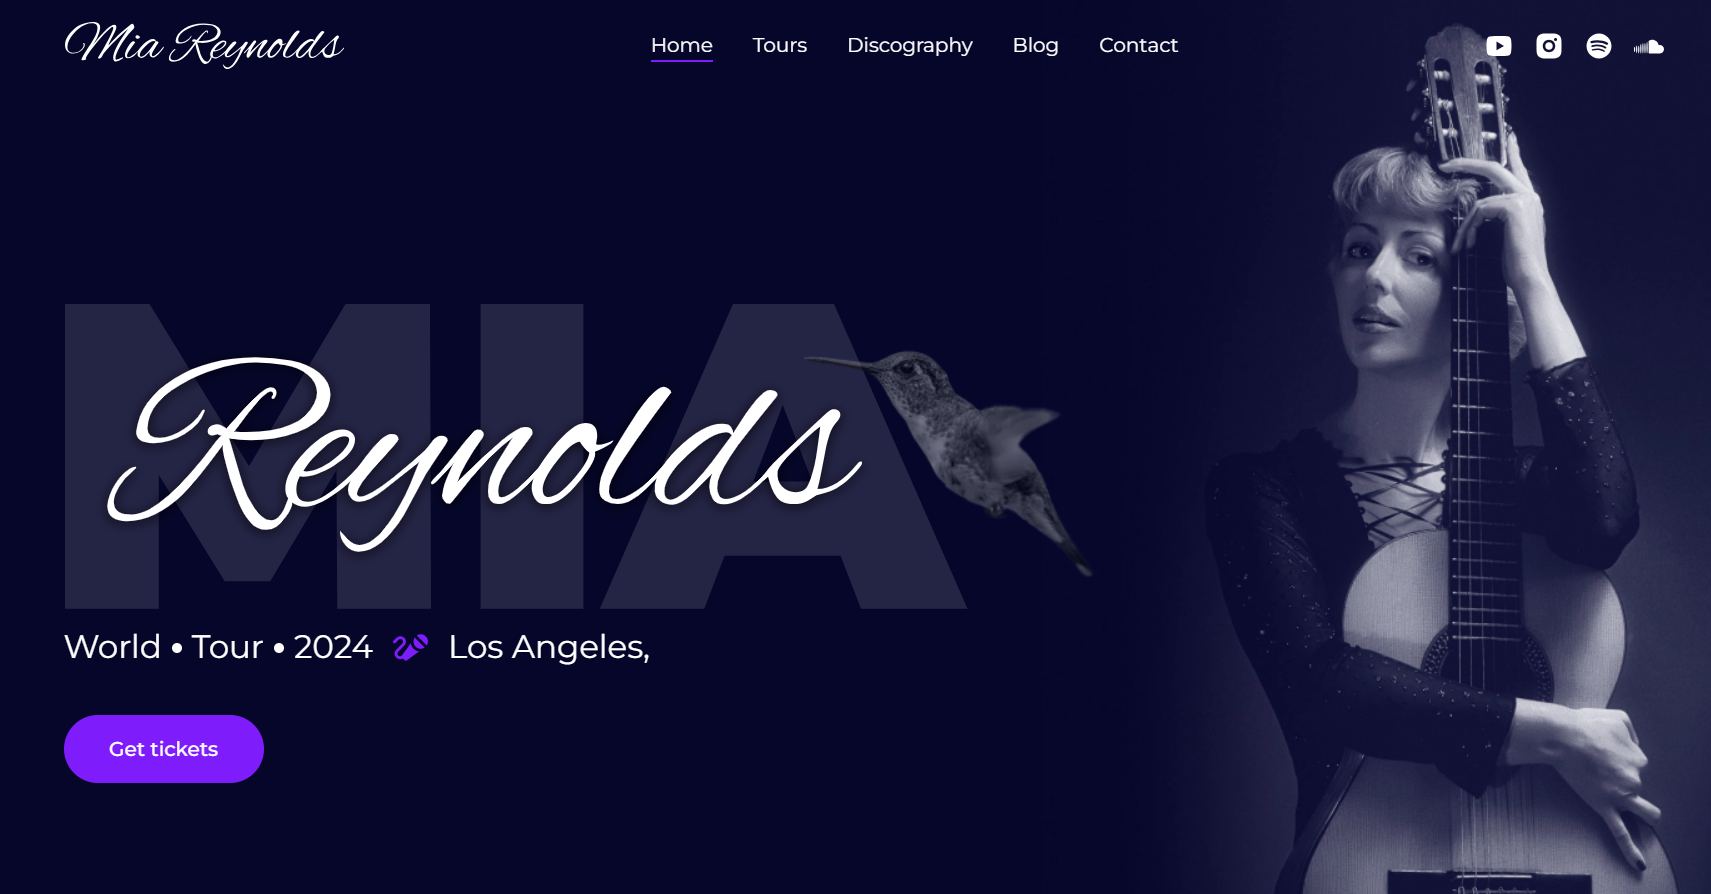 Mia Reynolds
Home Tours Discography Blog Contact
MIA
Reynolds
World • Tour • 2024 Los Angeles,
Get tickets